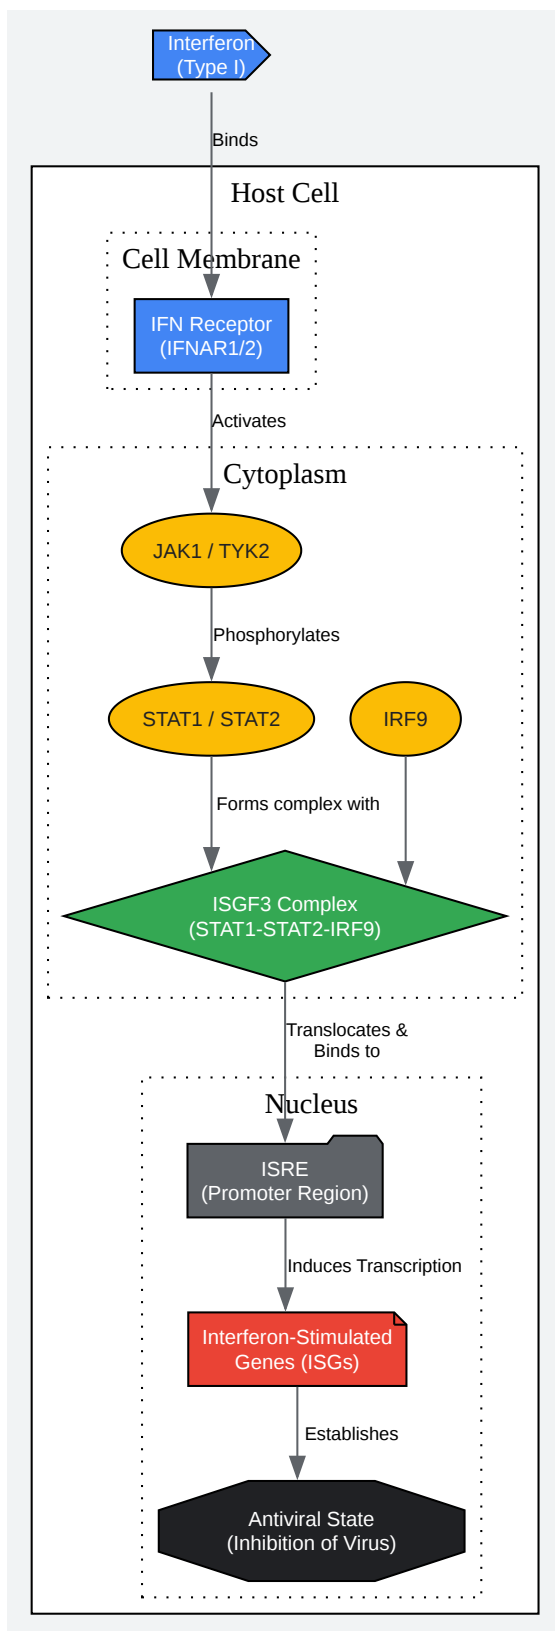 Interferon
(Type I)
Binds
Host Cell
Cell Membrane
IFN Receptor
(IFNAR1/2)
Activates
Cytoplasm
JAK1 / TYK2
Phosphorylates
STAT1 / STAT2
IRF9
Forms complex with
ISGF3 Complex
(STAT1-STAT2-IRF9)
Translocates &
Binds to
Nucleus
ISRE
(Promoter Region)
Induces Transcription
Interferon-Stimulated
Genes (ISGs)
Establishes
Antiviral State
(Inhibition of Virus)